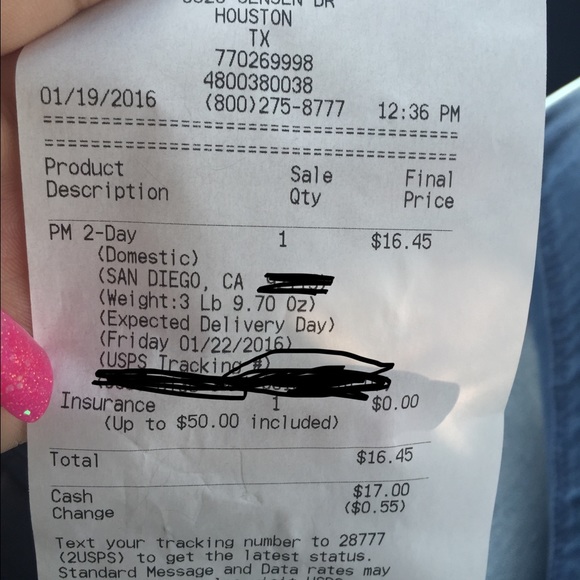 JENSEN DR
HOUSTON
TX
770269998
4800380038
01/19/2016 (800)275-8777 12:36 PM
========================================
========================================
Product Sale Final
Description Qty Price
PM 2-Day 1 $16.45
(Domestic)
(SAN DIEGO, CA
(Weight:3 Lb 9.70 Oz)
(Expected Delivery Day)
(Friday 01/22/2016)
(USPS Tracking #)
Insurance 1 $0.00
(Up to $50.00 included)
Total $16.45
Cash $17.00
Change ($0.55)
Text your tracking number to 28777
(2USPS) to get the latest status.
Standard Message and Data rates may